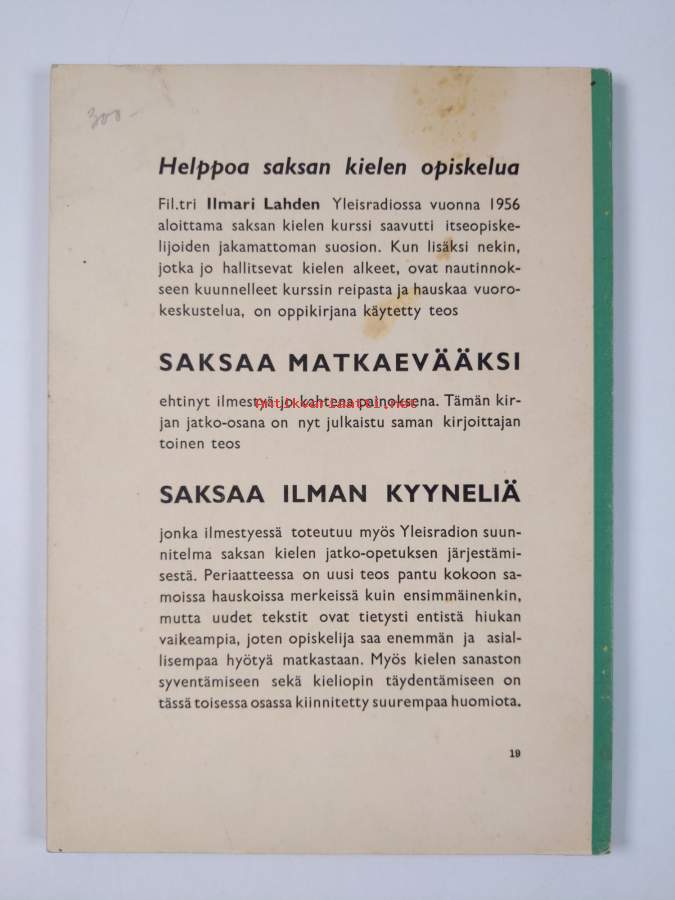 300-
Helppoa saksan kielen opiskelua
Fil.tri Ilmari Lahden Yleisradiossa vuonna 1956
aloittama saksan kielen kurssi saavutti itseopiske-
lijoiden jakamattoman suosion. Kun lisäksi nekin,
jotka jo hallitsevat kielen alkeet, ovat nautinnok-
seen kuunnelleet kurssin reipasta ja hauskaa vuoro-
keskustelua, on oppikirjana käytetty teos
SAKSAA MATKAEVÄÄKSI
ehtinyt ilmestyä jo kahtena painoksena. Tämän kir-
Antikvariaatti.net
jan jatko-osana on nyt julkaistu saman kirjoittajan
toinen teos
SAKSAA ILMAN KYYNELIÄ
jonka ilmestyessä toteutuu myös Yleisradion suun-
nitelma saksan kielen jatko-opetuksen järjestämi-
sestä. Periaatteessa on uusi teos pantu kokoon sa-
moissa hauskoissa merkeissä kuin ensimmäinenkin,
mutta uudet tekstit ovat tietysti entistä hiukan
vaikeampia, joten opiskelija saa enemmän ja asial-
lisempaa hyötyä matkastaan. Myös kielen sanaston
syventämiseen sekä kieliopin täydentämiseen on
tässä toisessa osassa kiinnitetty suurempaa huomiota.
19